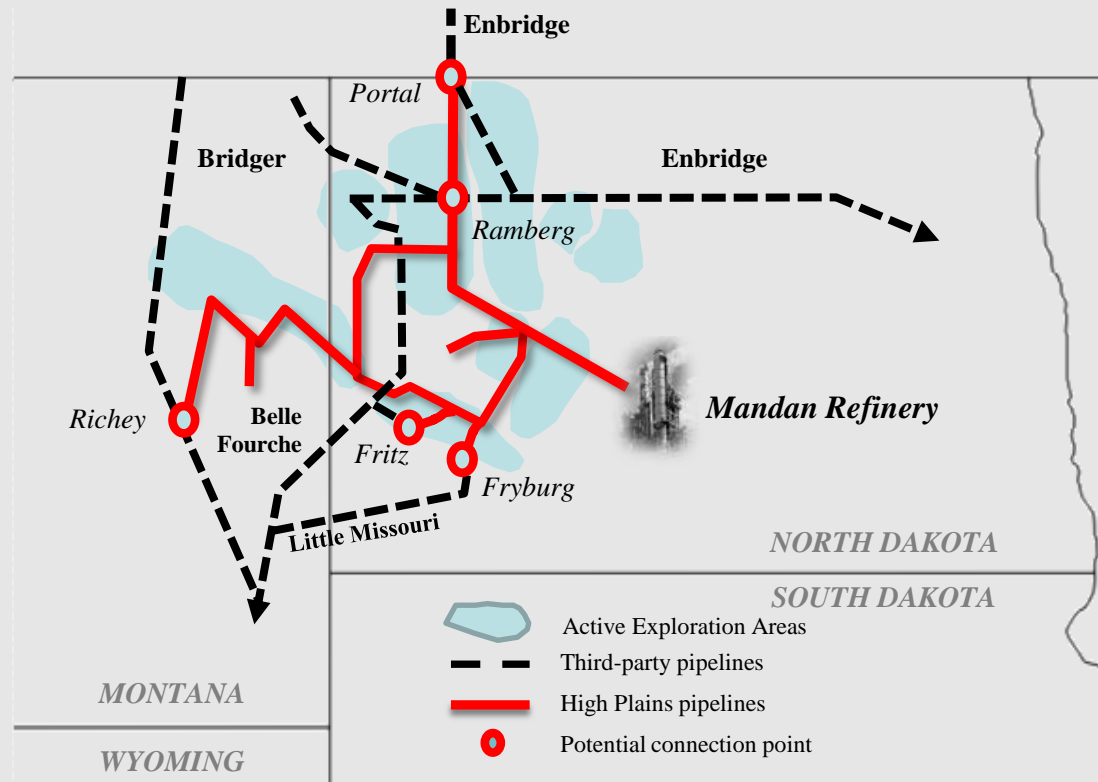 Enbridge
Portal
Bridger
Enbridge
Ramberg
Richey
Belle
Fourche
Fritz
Mandan Refinery
Fryburg
Little Missouri
NORTH DAKOTA
SOUTH DAKOTA
Active Exploration Areas
Third-party pipelines
MONTANA
High Plains pipelines
WYOMING
Potential connection point